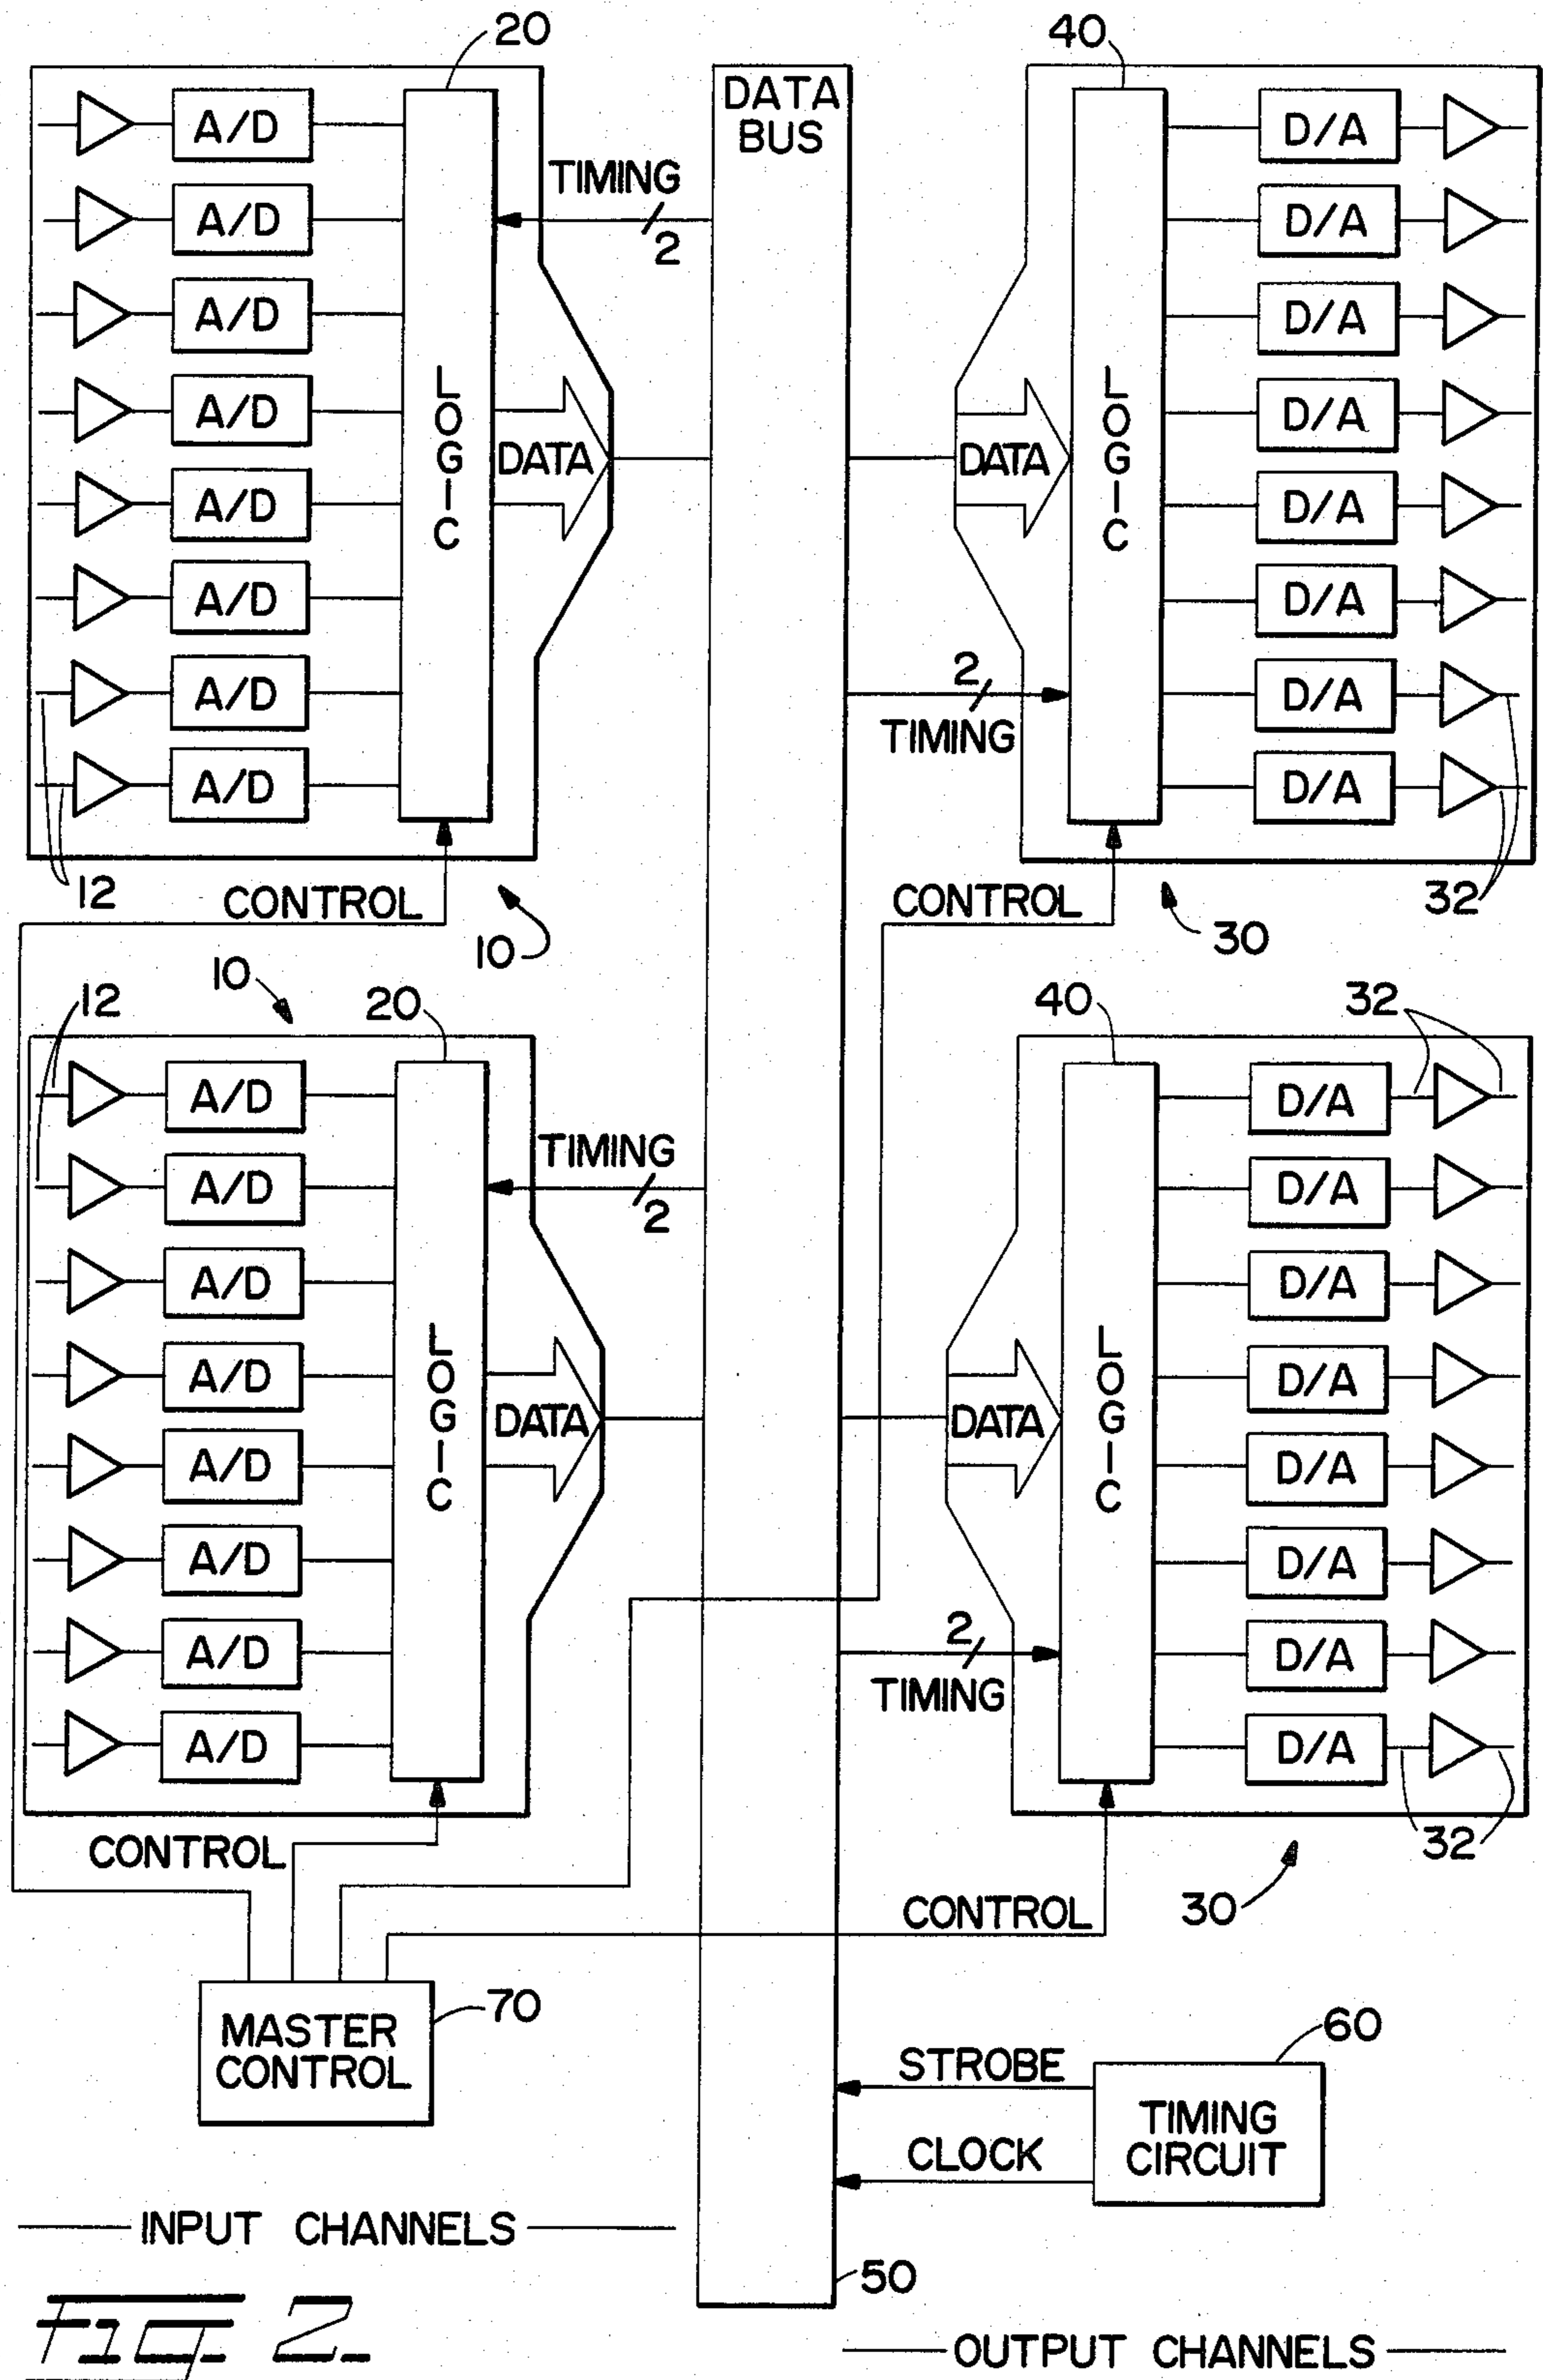 20
A/D
A/D
A/D
A/D
A/D
A/D
A/D
A/D
LOGIC
TIMING
2
DATA
12
CONTROL
10
DATA
BUS
40
LOGIC
DATA
2
TIMING
D/A
D/A
D/A
D/A
D/A
D/A
D/A
D/A
32
CONTROL
30
10
12
20
A/D
A/D
A/D
A/D
A/D
A/D
A/D
A/D
LOGIC
TIMING
2
DATA
CONTROL
40
32
LOGIC
DATA
2
TIMING
D/A
D/A
D/A
D/A
D/A
D/A
D/A
D/A
32
30
CONTROL
MASTER
CONTROL
70
STROBE
CLOCK
60
TIMING
CIRCUIT
INPUT CHANNELS
50
FIG. 2.
OUTPUT CHANNELS